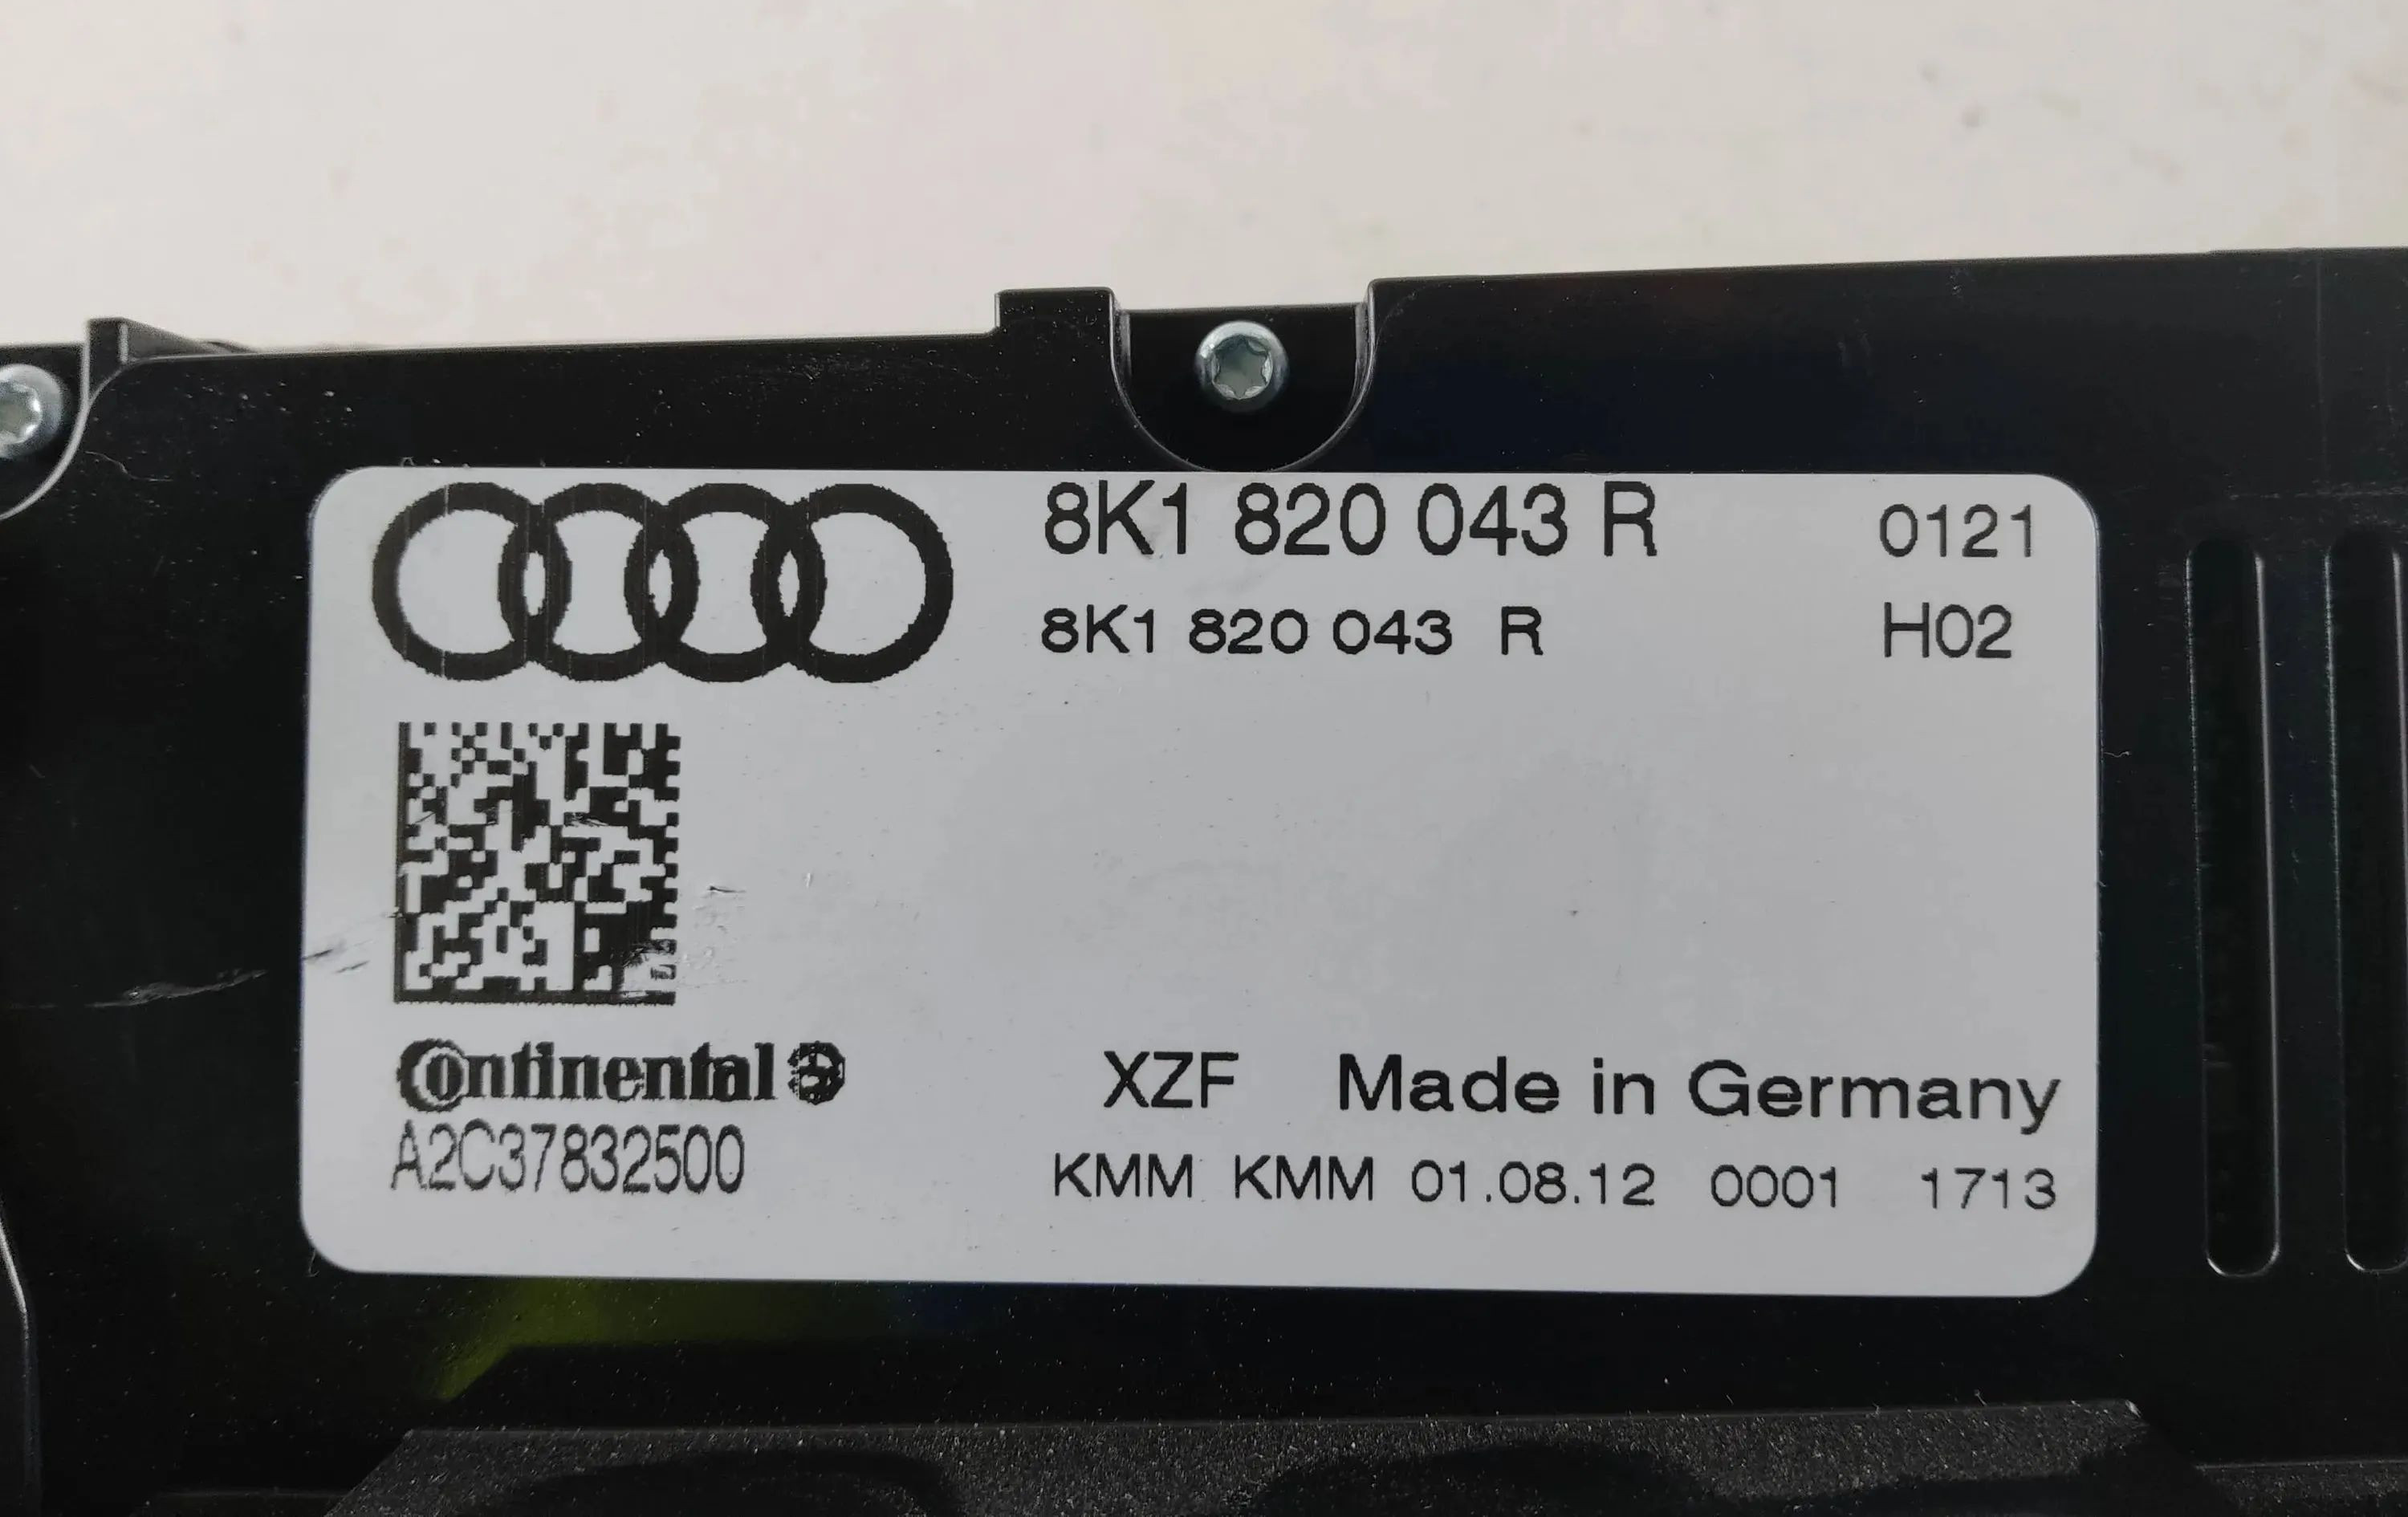 8K1 820 043 R 0121
8K1 820 043 R H02
Continental
A2C37832500
XZF Made in Germany
KMM KMM 01.08.12 0001 1713